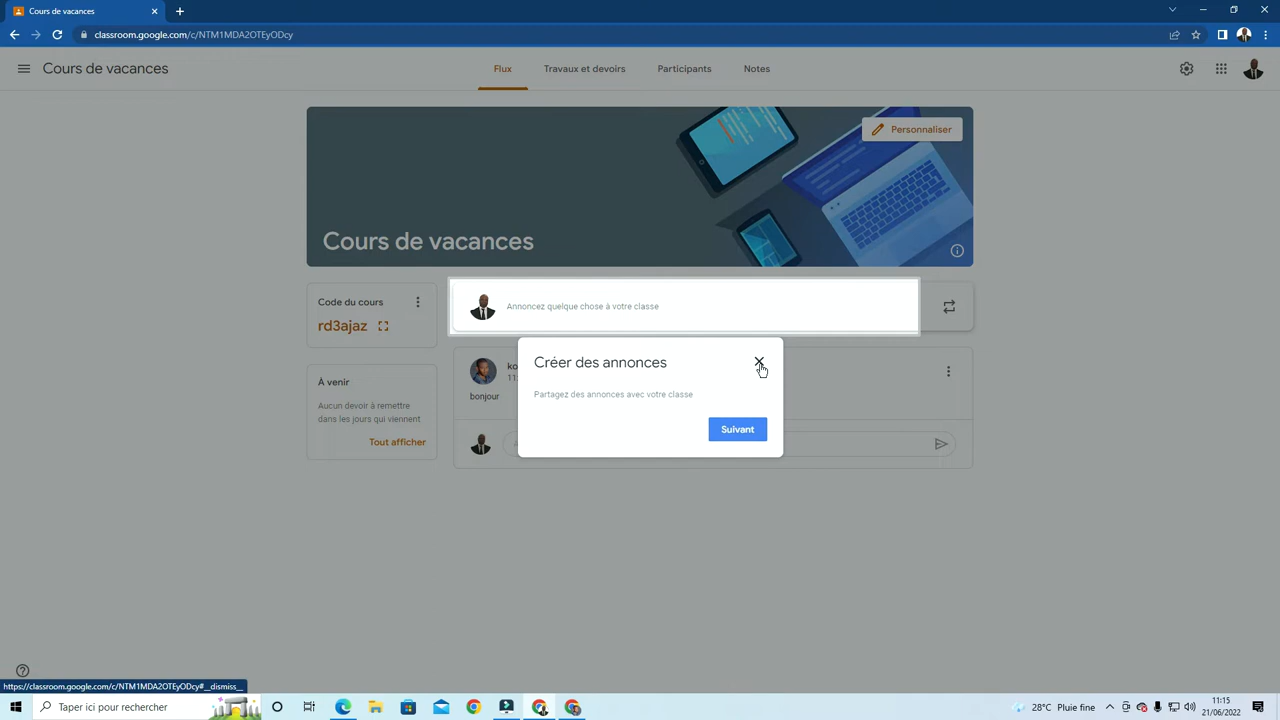 Cours de vacances
classroom.google.com/c/NTM1MDA2OTEyODcy
Cours de vacances
Flux
Travaux et devoirs
Participants
Notes
Personnaliser
Cours de vacances
Code du cours
rd3ajaz
Annoncez quelque chose à votre classe
À venir
Aucun devoir à remettre
dans les jours qui viennent
Tout afficher
ko
11:
bonjour
Créer des annonces
Partagez des annonces avec votre classe
Suivant
https://classroom.google.com/c/NTM1MDA2OTEyODcy#__dismiss__
Taper ici pour rechercher
28°C Pluie fine
11:15
21/06/2022